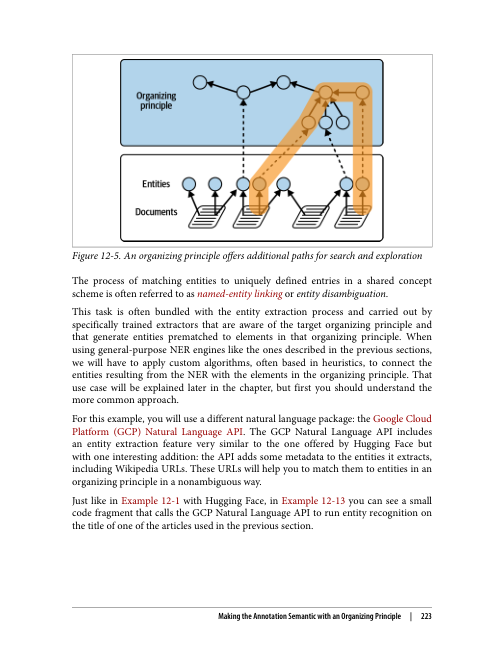 Organizing
principle
Entities
Documents
Figure 12-5. An organizing principle offers additional paths for search and exploration
The process of matching entities to uniquely defined entries in a shared concept
scheme is often referred to as named-entity linking or entity disambiguation.
This task is often bundled with the entity extraction process and carried out by
specifically trained extractors that are aware of the target organizing principle and
that generate entities prematched to elements in that organizing principle. When
using general-purpose NER engines like the ones described in the previous sections,
we will have to apply custom algorithms, often based in heuristics, to connect the
entities resulting from the NER with the elements in the organizing principle. That
use case will be explained later in the chapter, but first you should understand the
more common approach.
For this example, you will use a different natural language package: the Google Cloud
Platform (GCP) Natural Language API. The GCP Natural Language API includes
an entity extraction feature very similar to the one offered by Hugging Face but
with one interesting addition: the API adds some metadata to the entities it extracts,
including Wikipedia URLs. These URLs will help you to match them to entities in an
organizing principle in a nonambiguous way.
Just like in Example 12-1 with Hugging Face, in Example 12-13 you can see a small
code fragment that calls the GCP Natural Language API to run entity recognition on
the title of one of the articles used in the previous section.
Making the Annotation Semantic with an Organizing Principle | 223